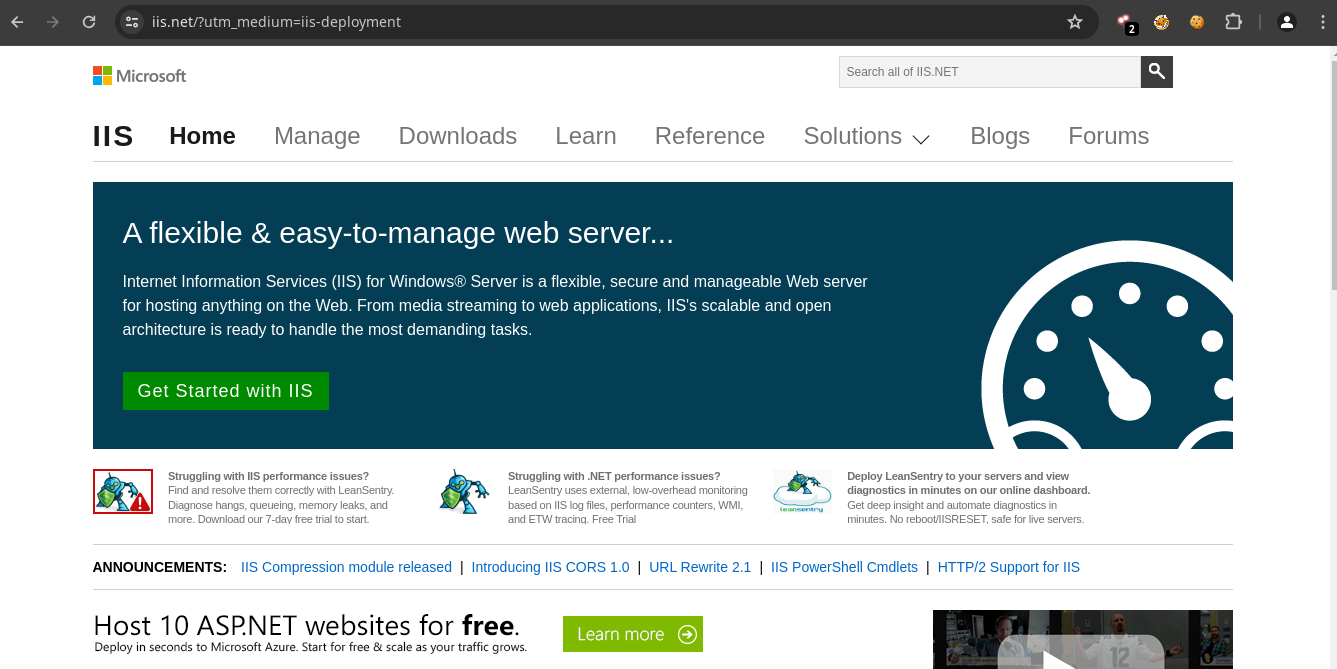 iis.net/?utm_medium=iis-deployment
2
Microsoft
Search all of IIS.NET
IIS Home Manage Downloads Learn Reference Solutions Blogs Forums
A flexible & easy-to-manage web server...
Internet Information Services (IIS) for Windows® Server is a flexible, secure and manageable Web server
for hosting anything on the Web. From media streaming to web applications, IIS's scalable and open
architecture is ready to handle the most demanding tasks.
Get Started with IIS
Struggling with IIS performance issues?
Find and resolve them correctly with LeanSentry.
Diagnose hangs, queueing, memory leaks, and
more. Download our 7-day free trial to start.
Struggling with .NET performance issues?
LeanSentry uses external, low-overhead monitoring
based on IIS log files, performance counters, WMI,
and ETW tracing. Free Trial
leansentry
Deploy LeanSentry to your servers and view
diagnostics in minutes on our online dashboard.
Get deep insight and automate diagnostics in
minutes. No reboot/IISRESET, safe for live servers.
ANNOUNCEMENTS: IIS Compression module released | Introducing IIS CORS 1.0 | URL Rewrite 2.1 | IIS PowerShell Cmdlets | HTTP/2 Support for IIS
Host 10 ASP.NET websites for free.
Deploy in seconds to Microsoft Azure. Start for free & scale as your traffic grows.
Learn more
12